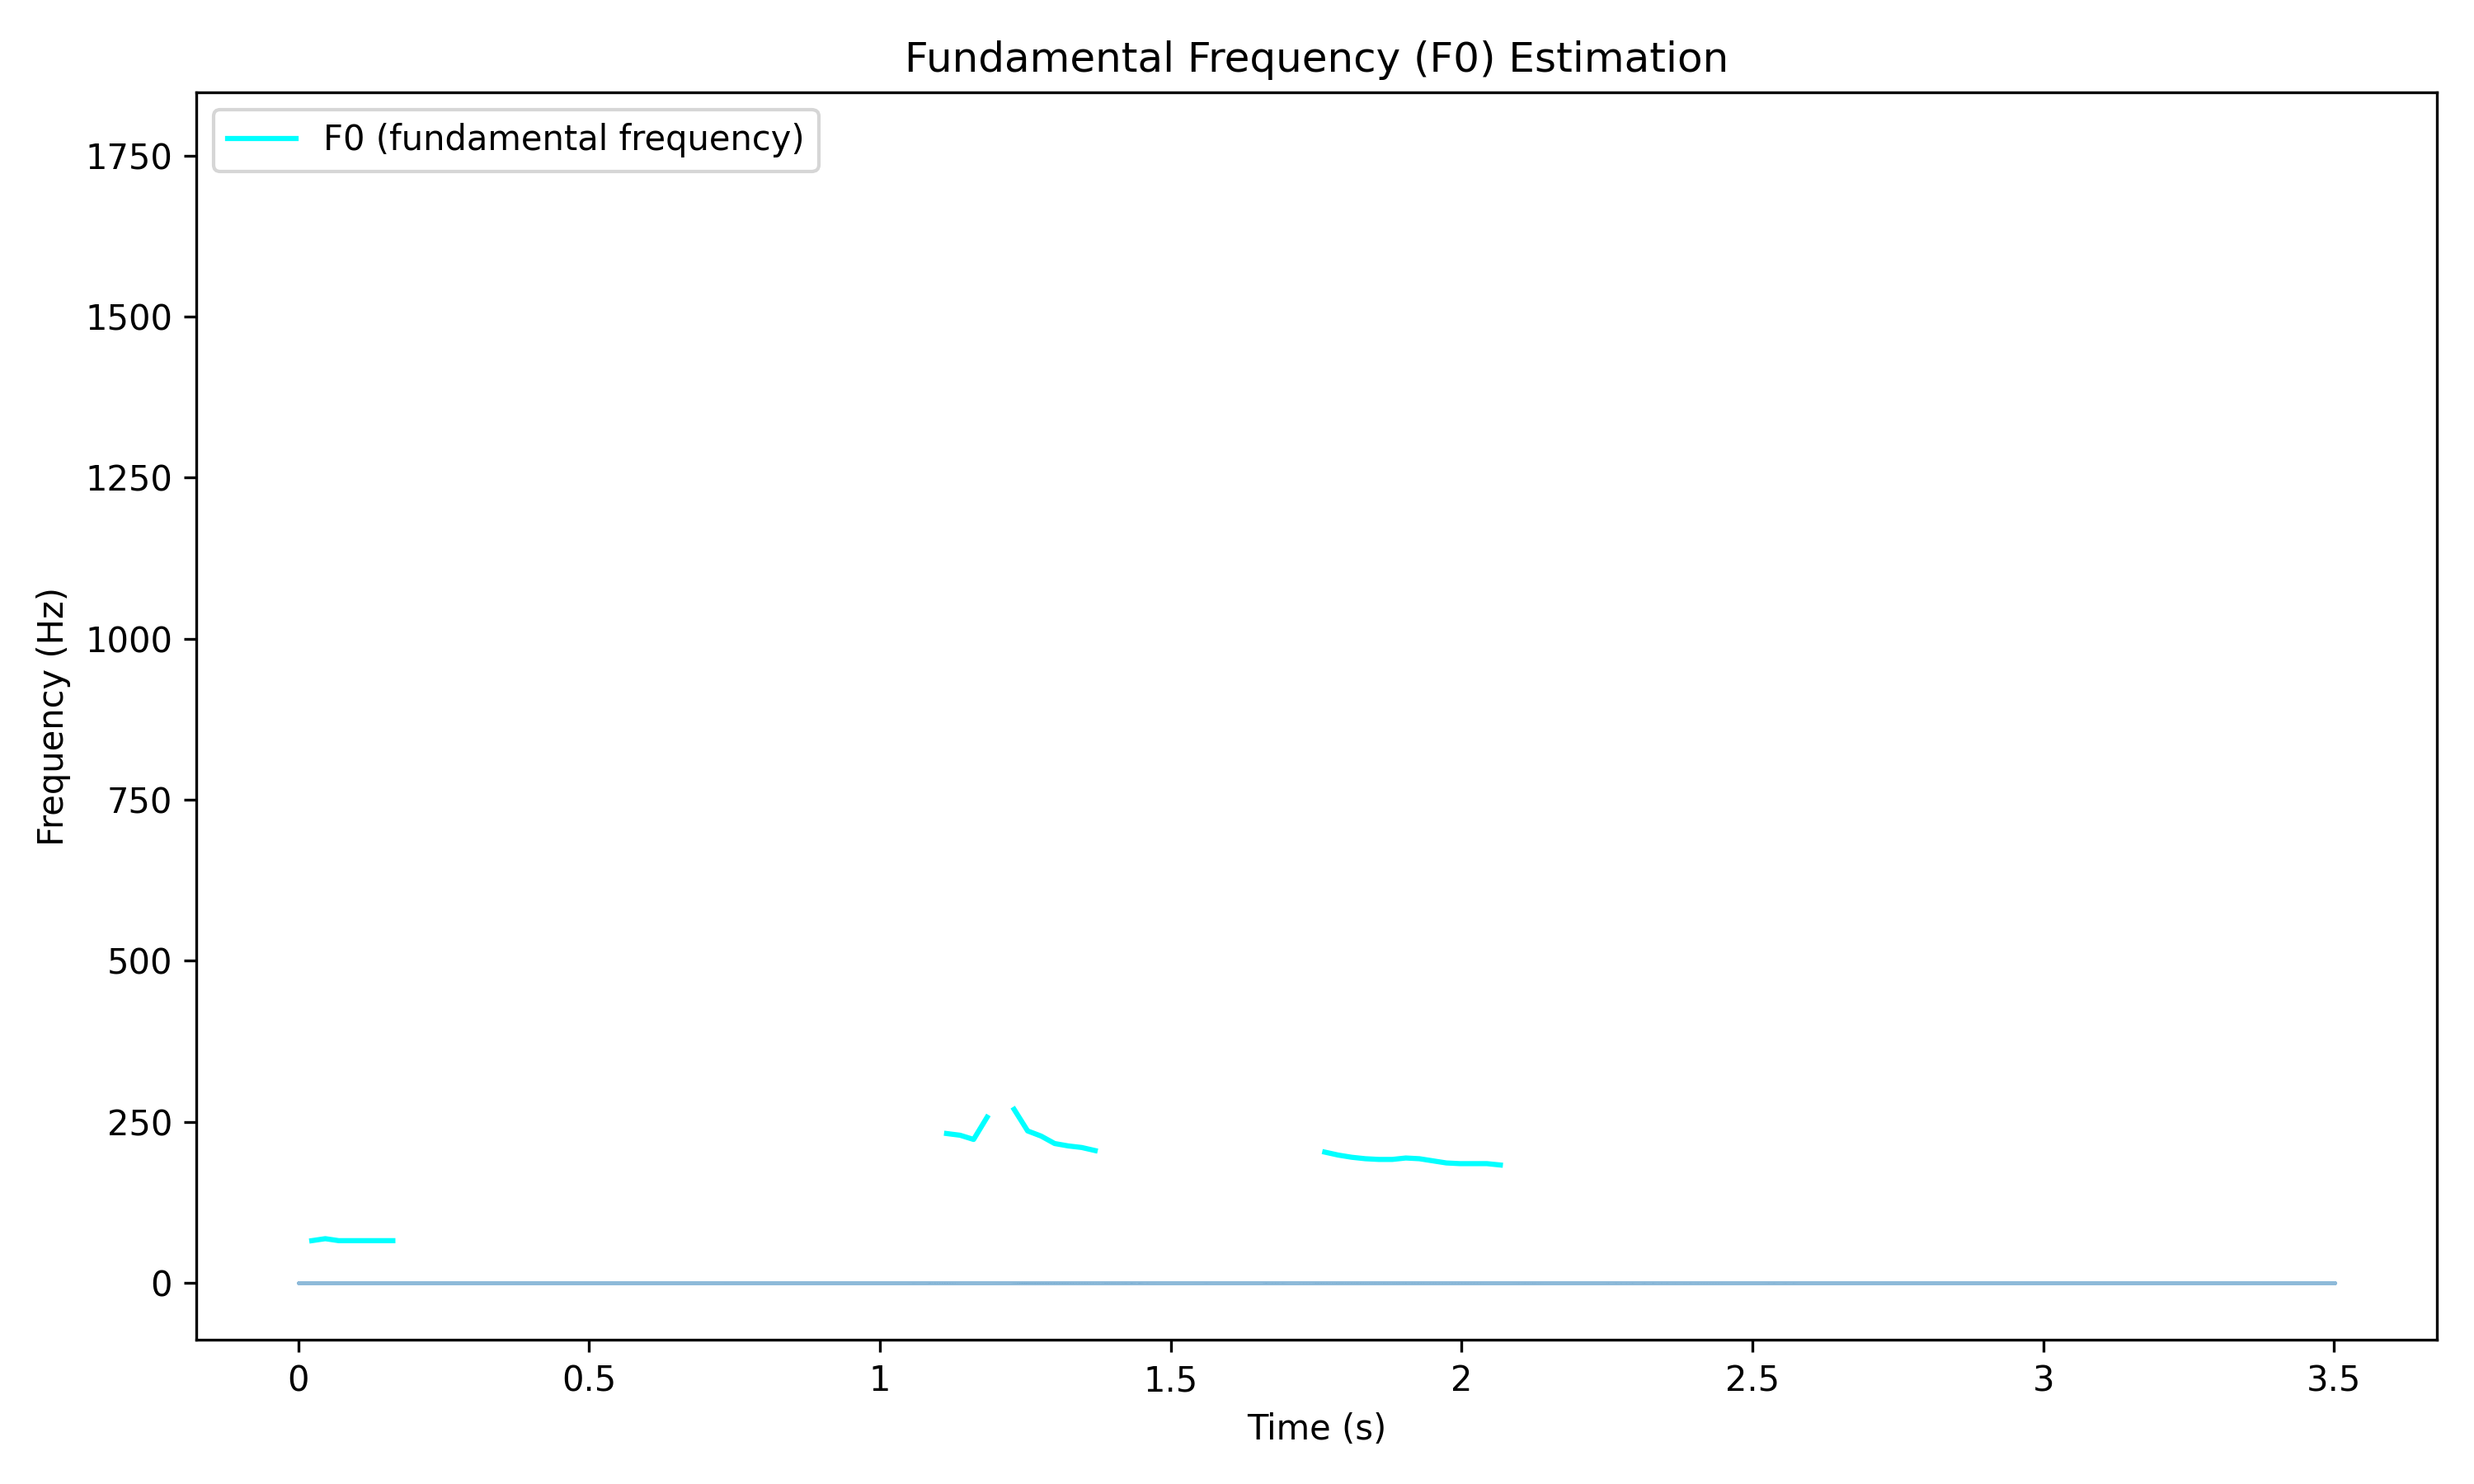 Fundamental Frequency (F0) Estimation
F0 (fundamental frequency)
1750
1500
1250
1000
750
500
250
0
Frequency (Hz)
0 0.5 1 1.5 2 2.5 3 3.5
Time (s)